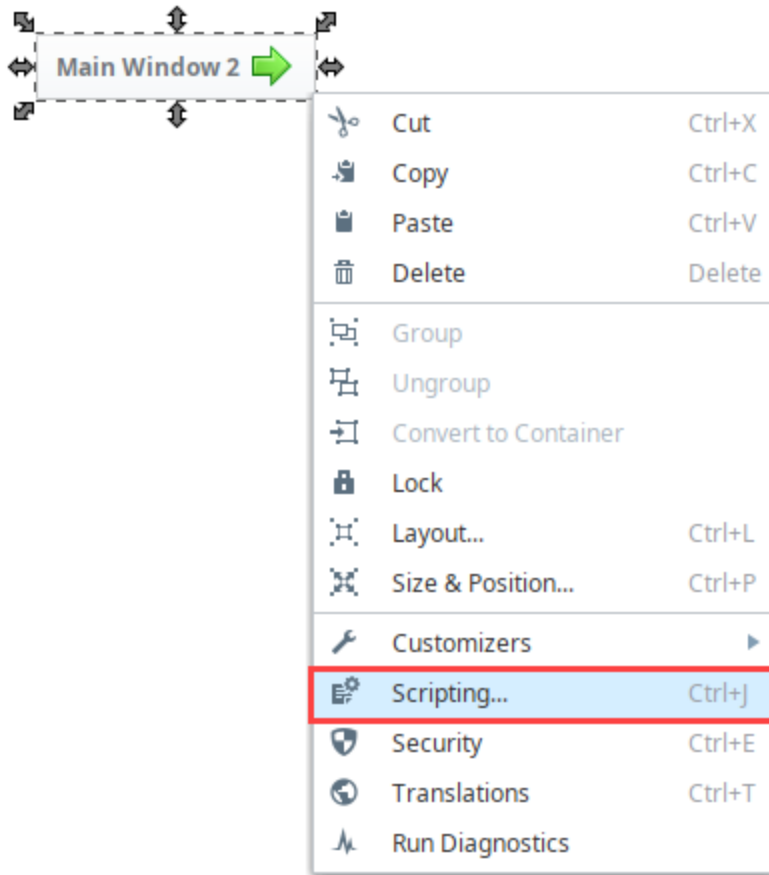 Main Window 2
Cut Ctrl+X
Copy Ctrl+C
Paste Ctrl+V
Delete Delete
Group
Ungroup
Convert to Container
Lock
Layout... Ctrl+L
Size & Position... Ctrl+P
Customizers
Scripting... Ctrl+J
Security Ctrl+E
Translations Ctrl+T
Run Diagnostics